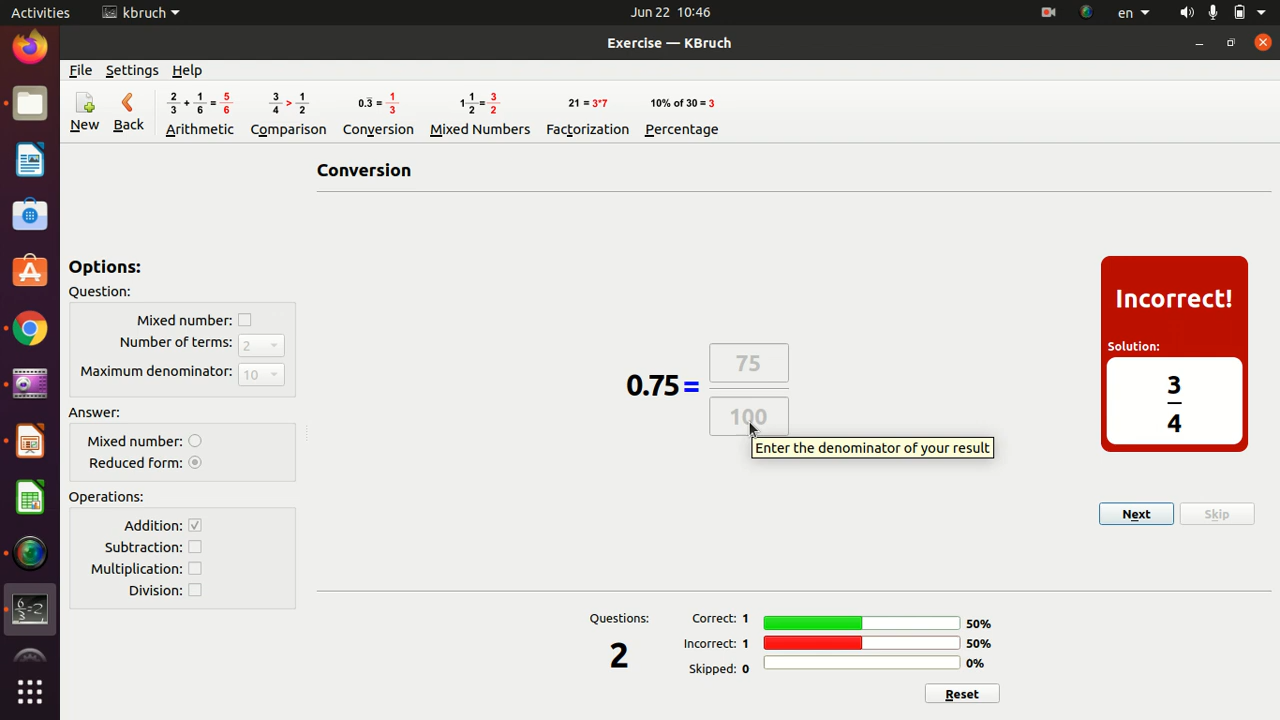 Activities kbruch Jun 22 10:46 en
Exercise — KBruch
File Settings Help
2/3 + 1/6 = 5/6 3/4 > 1/2 0.3̅ = 1/3 1 1/2 = 3/2 21 = 3*7 10% of 30 = 3
New Back Arithmetic Comparison Conversion Mixed Numbers Factorization Percentage
Conversion
Options:
Question:
Mixed number:
Number of terms: 2
Maximum denominator: 10
Answer:
Mixed number:
Reduced form:
Operations:
Addition:
Subtraction:
Multiplication:
Division:
75
0.75 =
100
Enter the denominator of your result
Incorrect!
Solution:
3
4
Next Skip
Questions:
2
Correct: 1 50%
Incorrect: 1 50%
Skipped: 0 0%
Reset
6/3=2